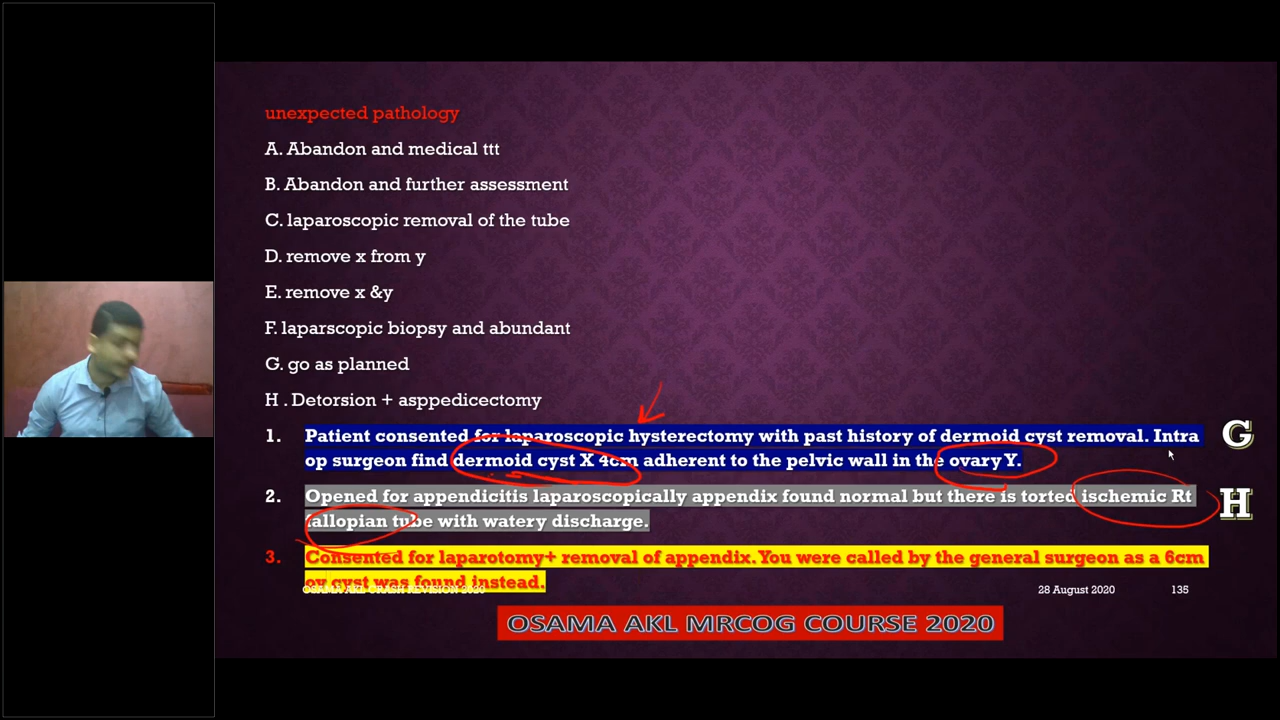 unexpected pathology
A. Abandon and medical ttt
B. Abandon and further assessment
C. laparoscopic removal of the tube
D. remove x from y
E. remove x &y
F. laparscopic biopsy and abundant
G. go as planned
H . Detorsion + asppedicectomy
1. Patient consented for laparoscopic hysterectomy with past history of dermoid cyst removal. Intra
op surgeon find dermoid cyst X 4cm adherent to the pelvic wall in the ovary Y.
G
2. Opened for appendicitis laparoscopically appendix found normal but there is torted ischemic Rt
fallopian tube with watery discharge.
H
3. Consented for laparotomy+ removal of appendix. You were called by the general surgeon as a 6cm
ov cyst was found instead.
OSAMA AKL CRASH REVISION 2020
28 August 2020
135
OSAMA AKL MRCOG COURSE 2020